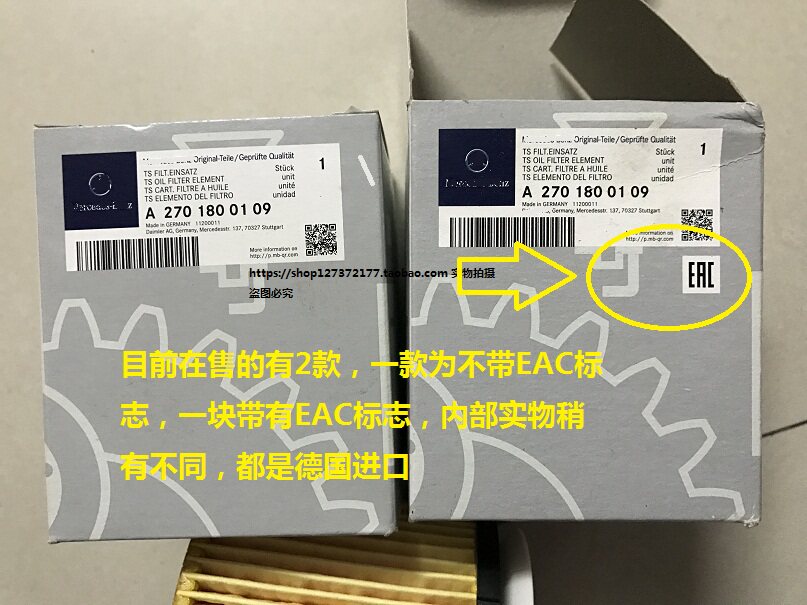 Original-Teile/Geprüfte Qualität
TS FILT.EINSATZ Stück
TS OIL FILTER ELEMENT unit
TS CART. FILTRE A HUILE unité
TS ELEMENTO DEL FILTRO unidad
1
A 270 180 01 09
Made in GERMANY 11200011
Daimler AG, Germany, Mercedesstr. 137, 70327 Stuttgart
More information on
http://p.mb-qr.com
Original-Teile/Geprüfte Qualität
TS FILT.EINSATZ Stück
TS OIL FILTER ELEMENT unit
TS CART. FILTRE A HUILE unité
TS ELEMENTO DEL FILTRO unidad
1
A 270 180 01 09
Made in GERMANY 11200011
Daimler AG, Germany, Mercedesstr. 137, 70327 Stuttgart
More information on
http://p.mb-qr.com
EAC
https://shop127372177.taobao.com 实物拍摄
盗图必究
目前在售的有2款，一款为不带EAC标
志，一块带有EAC标志，内部实物稍
有不同，都是德国进口